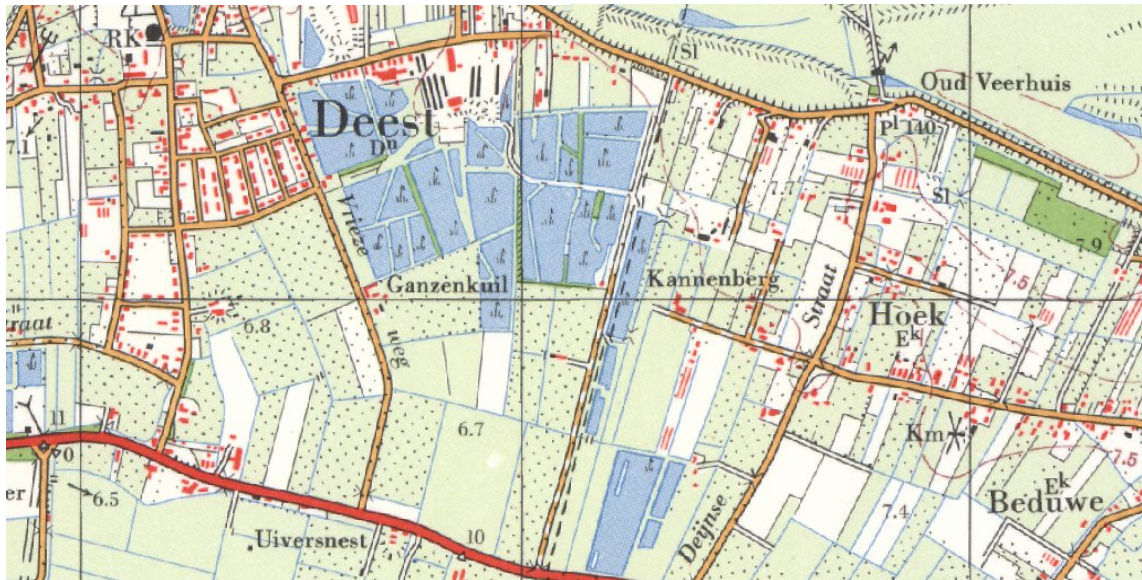 RK
Sl
Oud Veerhuis
7.1
Deest
Dn
Pl 140
7.7
Sl
Vrieze
7.9
Ganzenkuil
Kannenberg
7.5
raat
6.8
Straat
Hoek
Ek
weg
11
6.7
Km
70
7.5
er
6.5
Ek
Beduwe
7.4
Uiversnest
10
Deijnse